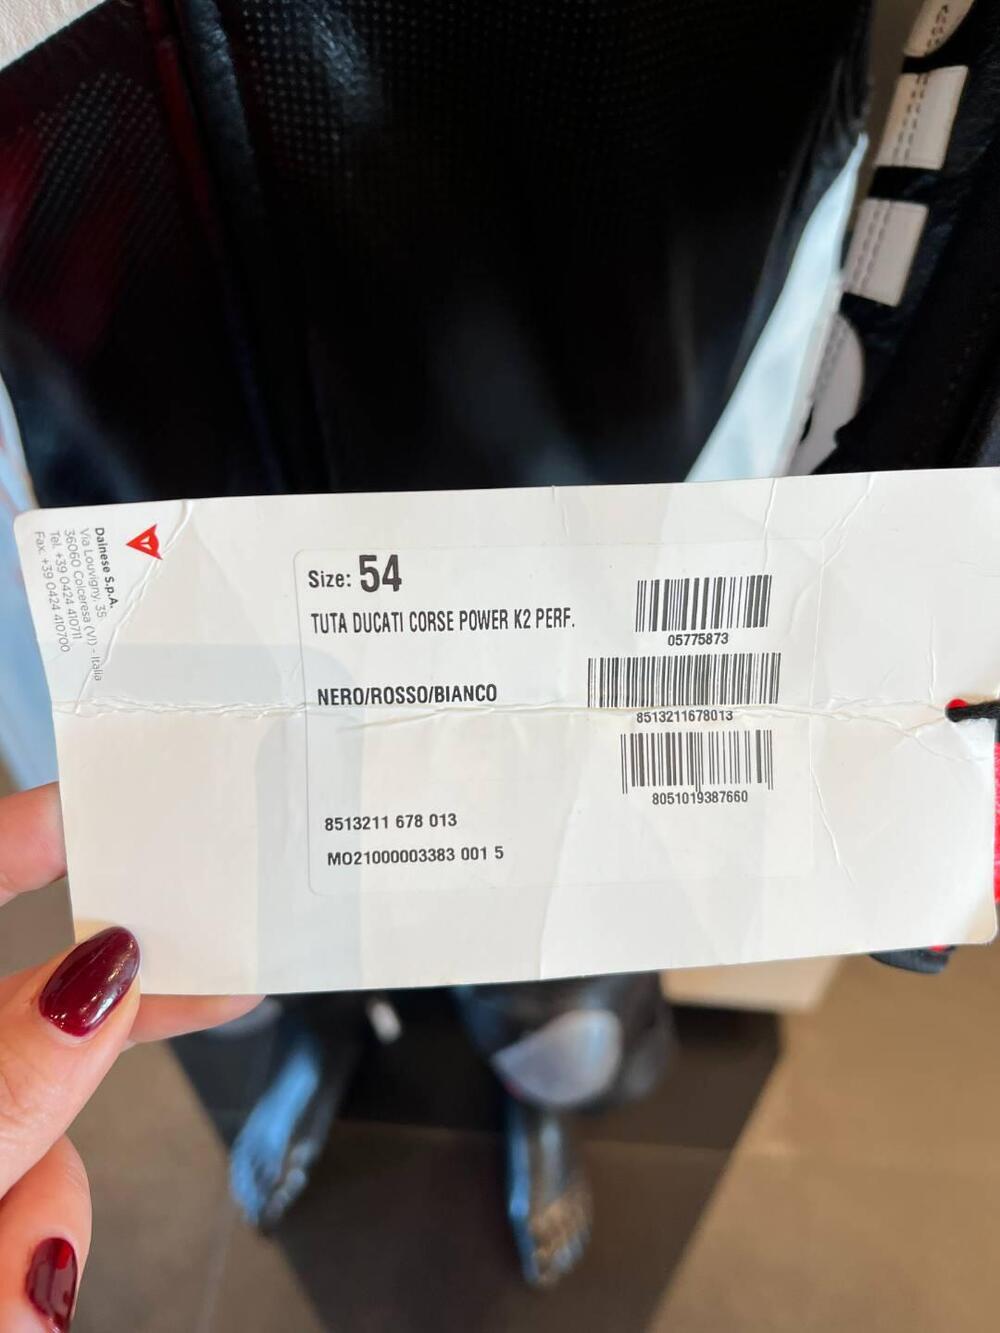 Dainese S.p.A.
Via Louvigny, 35
36060 Colceresa (VI) - Italia
Tel. +39 0424 410711
Fax. +39 0424 410700
Size: 54
TUTA DUCATI CORSE POWER K2 PERF.
NERO/ROSSO/BIANCO
05775873
8513211678013
8051019387660
8513211 678 013
MO21000003383 001 5